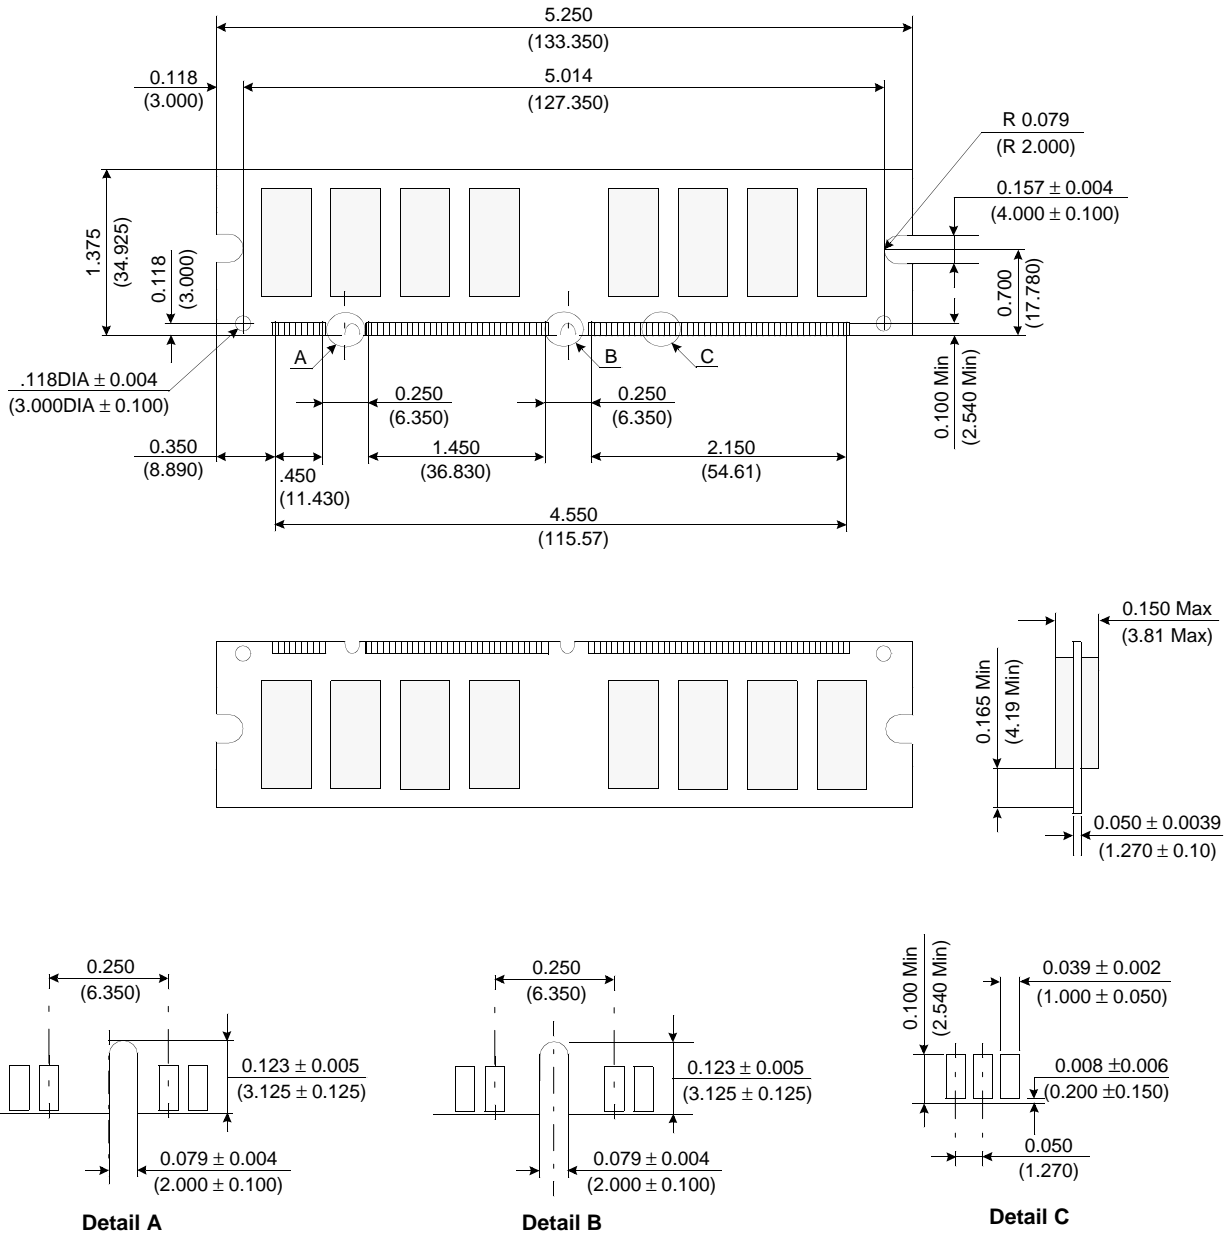 5.250
(133.350)
0.118
(3.000)
5.014
(127.350)
R 0.079
(R 2.000)
0.157 ± 0.004
(4.000 ± 0.100)
1.375
(34.925)
0.118
(3.000)
0.700
(17.780)
A
B
C
.118DIA ± 0.004
(3.000DIA ± 0.100)
0.250
(6.350)
0.250
(6.350)
0.100 Min
(2.540 Min)
0.350
(8.890)
.450
(11.430)
1.450
(36.830)
2.150
(54.61)
4.550
(115.57)
0.150 Max
(3.81 Max)
0.165 Min
(4.19 Min)
0.050 ± 0.0039
(1.270 ± 0.10)
0.250
(6.350)
0.123 ± 0.005
(3.125 ± 0.125)
0.079 ± 0.004
(2.000 ± 0.100)
Detail A
0.250
(6.350)
0.123 ± 0.005
(3.125 ± 0.125)
0.079 ± 0.004
(2.000 ± 0.100)
Detail B
0.100 Min
(2.540 Min)
0.039 ± 0.002
(1.000 ± 0.050)
0.008 ±0.006
(0.200 ±0.150)
0.050
(1.270)
Detail C